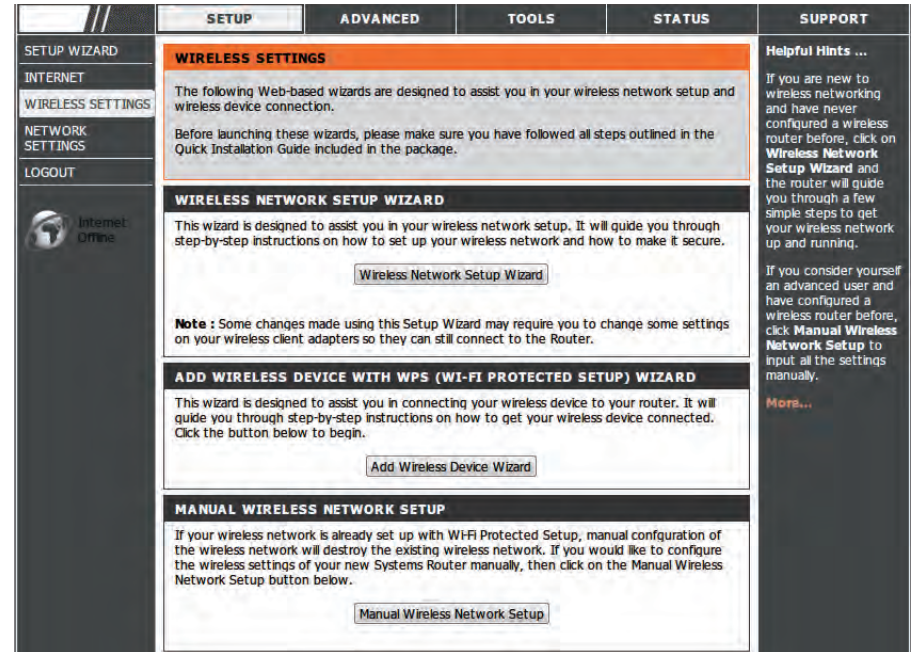 SETUP ADVANCED TOOLS STATUS SUPPORT
SETUP WIZARD
INTERNET
WIRELESS SETTINGS
NETWORK
SETTINGS
LOGOUT
Internet
Offline
WIRELESS SETTINGS
The following Web-based wizards are designed to assist you in your wireless network setup and
wireless device connection.
Before launching these wizards, please make sure you have followed all steps outlined in the
Quick Installation Guide included in the package.
WIRELESS NETWORK SETUP WIZARD
This wizard is designed to assist you in your wireless network setup. It will guide you through
step-by-step instructions on how to set up your wireless network and how to make it secure.
Wireless Network Setup Wizard
Note : Some changes made using this Setup Wizard may require you to change some settings
on your wireless client adapters so they can still connect to the Router.
ADD WIRELESS DEVICE WITH WPS (WI-FI PROTECTED SETUP) WIZARD
This wizard is designed to assist you in connecting your wireless device to your router. It will
guide you through step-by-step instructions on how to get your wireless device connected.
Click the button below to begin.
Add Wireless Device Wizard
MANUAL WIRELESS NETWORK SETUP
If your wireless network is already set up with Wi-Fi Protected Setup, manual confguration of
the wireless network will destroy the existing wireless network. If you would like to configure
the wireless settings of your new Systems Router manually, then click on the Manual Wireless
Network Setup button below.
Manual Wireless Network Setup
Helpful Hints ...
If you are new to
wireless networking
and have never
configured a wireless
router before, click on
Wireless Network
Setup Wizard and
the router will guide
you through a few
simple steps to get
your wireless network
up and running.
If you consider yourself
an advanced user and
have configured a
wireless router before,
click Manual Wireless
Network Setup to
input all the settings
manually.
More...